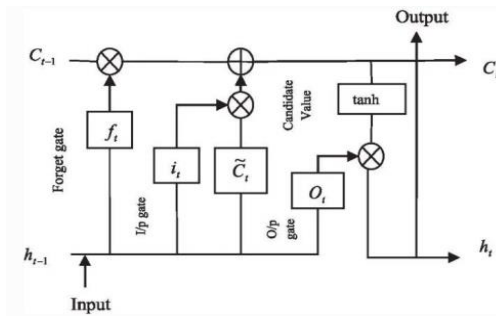 Output
C_{t-1}
C_t
Forget gate
f_t
I/p gate
i_t
C̃_t
Candidate
Value
O/p
gate
O_t
tanh
h_{t-1}
h_t
Input